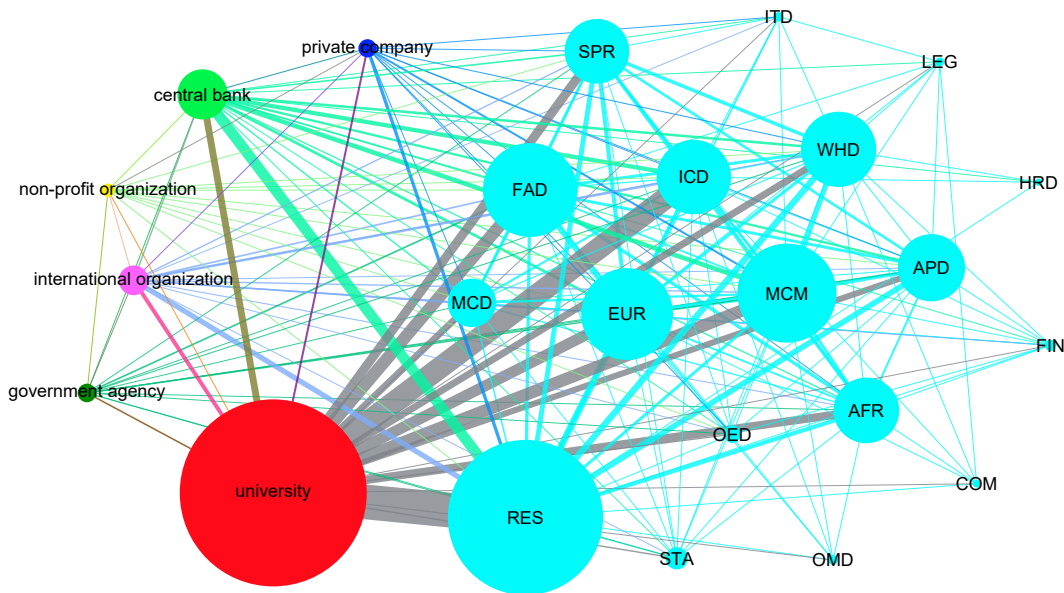 ITD
private company
SPR
LEG
central bank
WHD
ICD
HRD
non-profit organization
FAD
APD
international organization
MCM
MCD
EUR
FIN
government agency
AFR
OED
COM
university
RES
STA
OMD